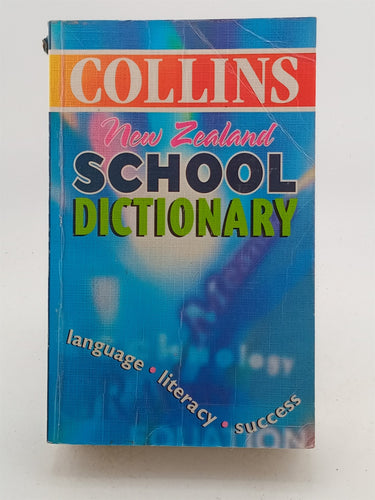 COLLINS
New Zealand
SCHOOL
DICTIONARY
language • literacy • success